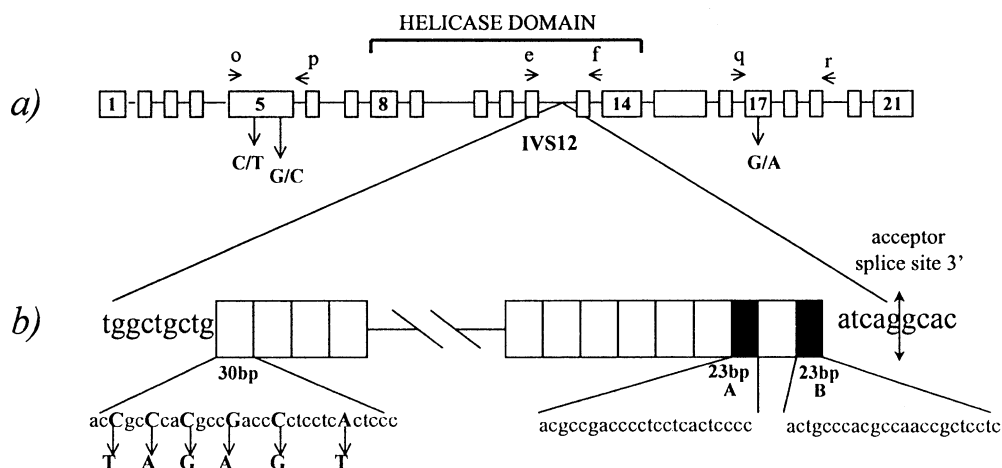 HELICASE DOMAIN
o p e f q r
a) 1 5 8 14 17 21
IVS12
C/T G/C G/A
acceptor
splice site 3'
b) tggctgctg atcaggcac
30bp 23bp 23bp
A B
acCgcCcaCgccGaccCctcctcActccc acgccgacccctcctcactcccc actgcccacgccaaccgctcctc
T A G A G T